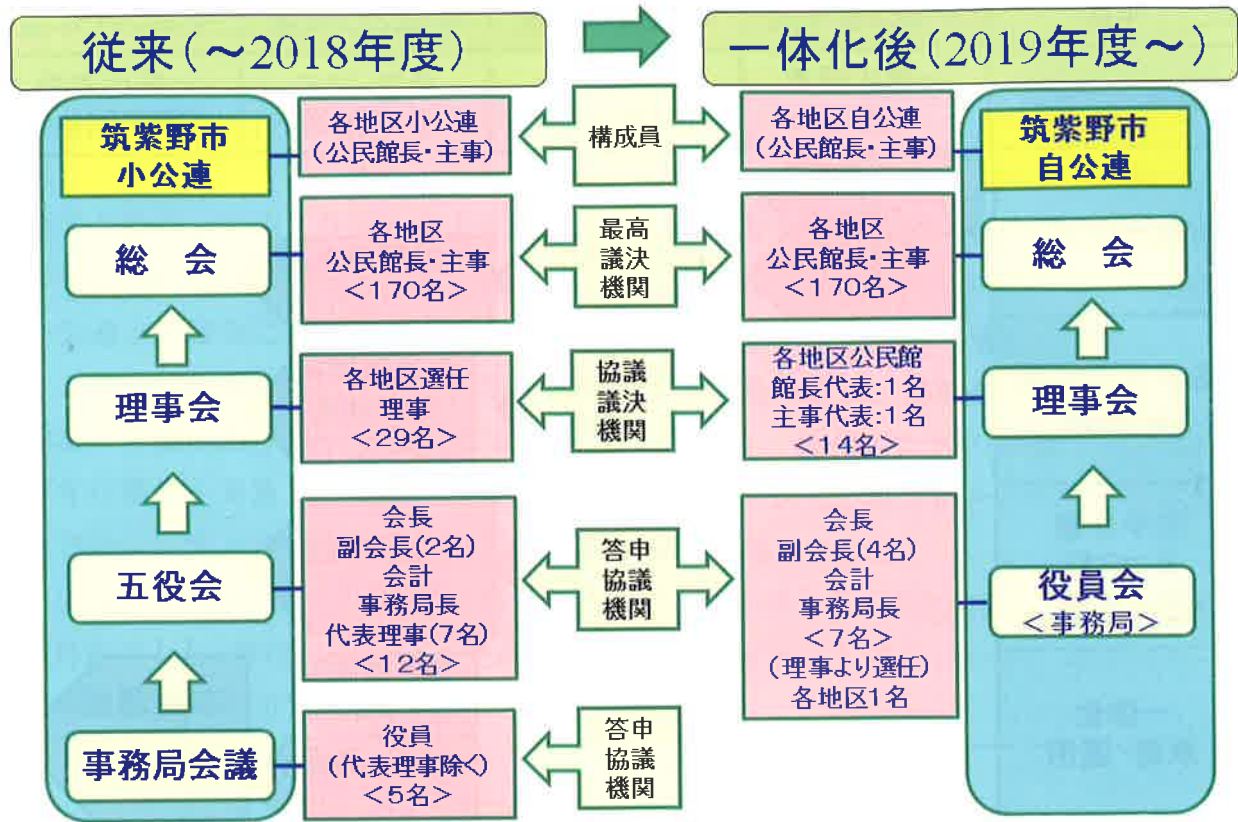 従来(～2018年度)
一体化後(2019年度～)
筑紫野市
小公連
各地区小公連
(公民館長・主事)
構成員
各地区自公連
(公民館長・主事)
筑紫野市
自公連
総 会
各地区
公民館長・主事
<170名>
最高
議決
機関
各地区
公民館長・主事
<170名>
総 会
理事会
各地区選任
理事
<29名>
協議
議決
機関
各地区公民館
館長代表:1名
主事代表:1名
<14名>
理事会
五役会
会長
副会長(2名)
会計
事務局長
代表理事(7名)
<12名>
答申
協議
機関
会長
副会長(4名)
会計
事務局長
<7名>
(理事より選任)
各地区1名
役員会
<事務局>
事務局会議
役員
(代表理事除く)
<5名>
答申
協議
機関